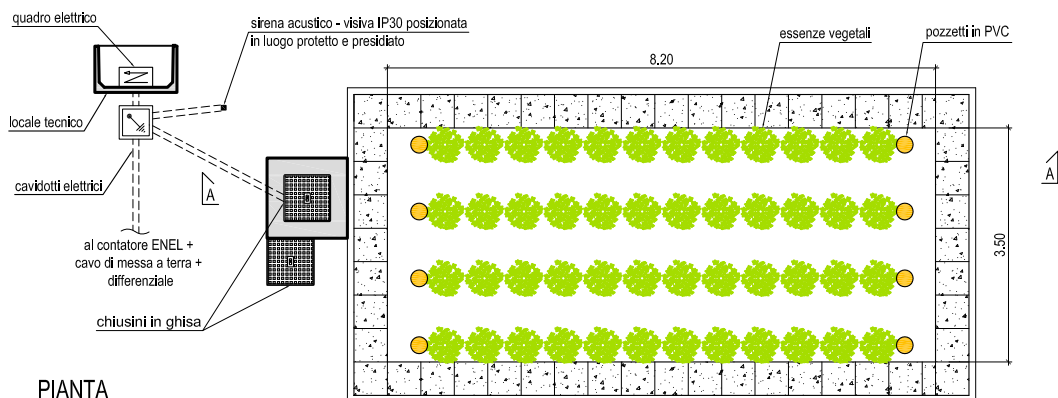 quadro elettrico
sirena acustico - visiva IP30 posizionata
in luogo protetto e presidiato
essenze vegetali
pozzetti in PVC
8.20
locale tecnico
cavidotti elettrici
A
A
3.50
al contatore ENEL +
cavo di messa a terra +
differenziale
chiusini in ghisa
PIANTA